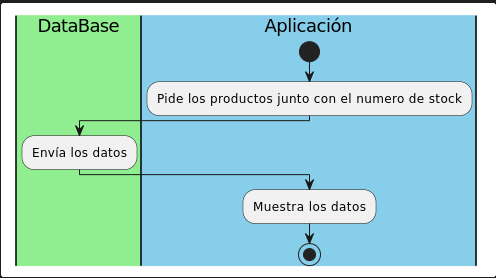 DataBase
Aplicación
Pide los productos junto con el numero de stock
Envía los datos
Muestra los datos